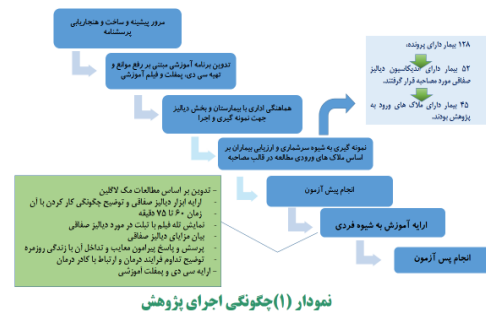 مرور پیشینه و ساخت و هنجاریابی
پرسشنامه
تدوین برنامه آموزشی مبتنی بر رفع موانع و
تهیه سی دی، پمفلت و فیلم آموزشی
هماهنگی اداری با بیمارستان و بخش دیالیز
جهت نمونه گیری و اجرا
نمونه گیری به شیوه سرشماری و ارزیابی بیماران بر
اساس ملاک های ورودی مطالعه در قالب مصاحبه
۱۲۸ بیمار دارای پرونده،
۵۲ بیمار دارای اندیکاسیون دیالیز
صفاقی مورد مصاحبه قرار گرفتند.
۴۵ بیمار دارای ملاک های ورود به
پژوهش بودند.
انجام پیش آزمون
ارایه آموزش به شیوه فردی
انجام پس آزمون
- تدوین بر اساس مطالعات مک لاگلین
- ارایه ابزار دیالیز صفاقی و توضیح چگونگی کار کردن با آن
- زمان ۶۰ تا ۷۵ دقیقه
- نمایش تله فیلم با تبلت در مورد دیالیز صفاقی
- بیان مزایای دیالیز صفاقی
- پرسش و پاسخ پیرامون معایب و تداخل آن با زندگی روزمره
- توضیح تداوم فرایند درمان و ارتباط با کادر درمان
- ارایه سی دی و پمفلت آموزشی
نمودار (۱) چگونگی اجرای پژوهش